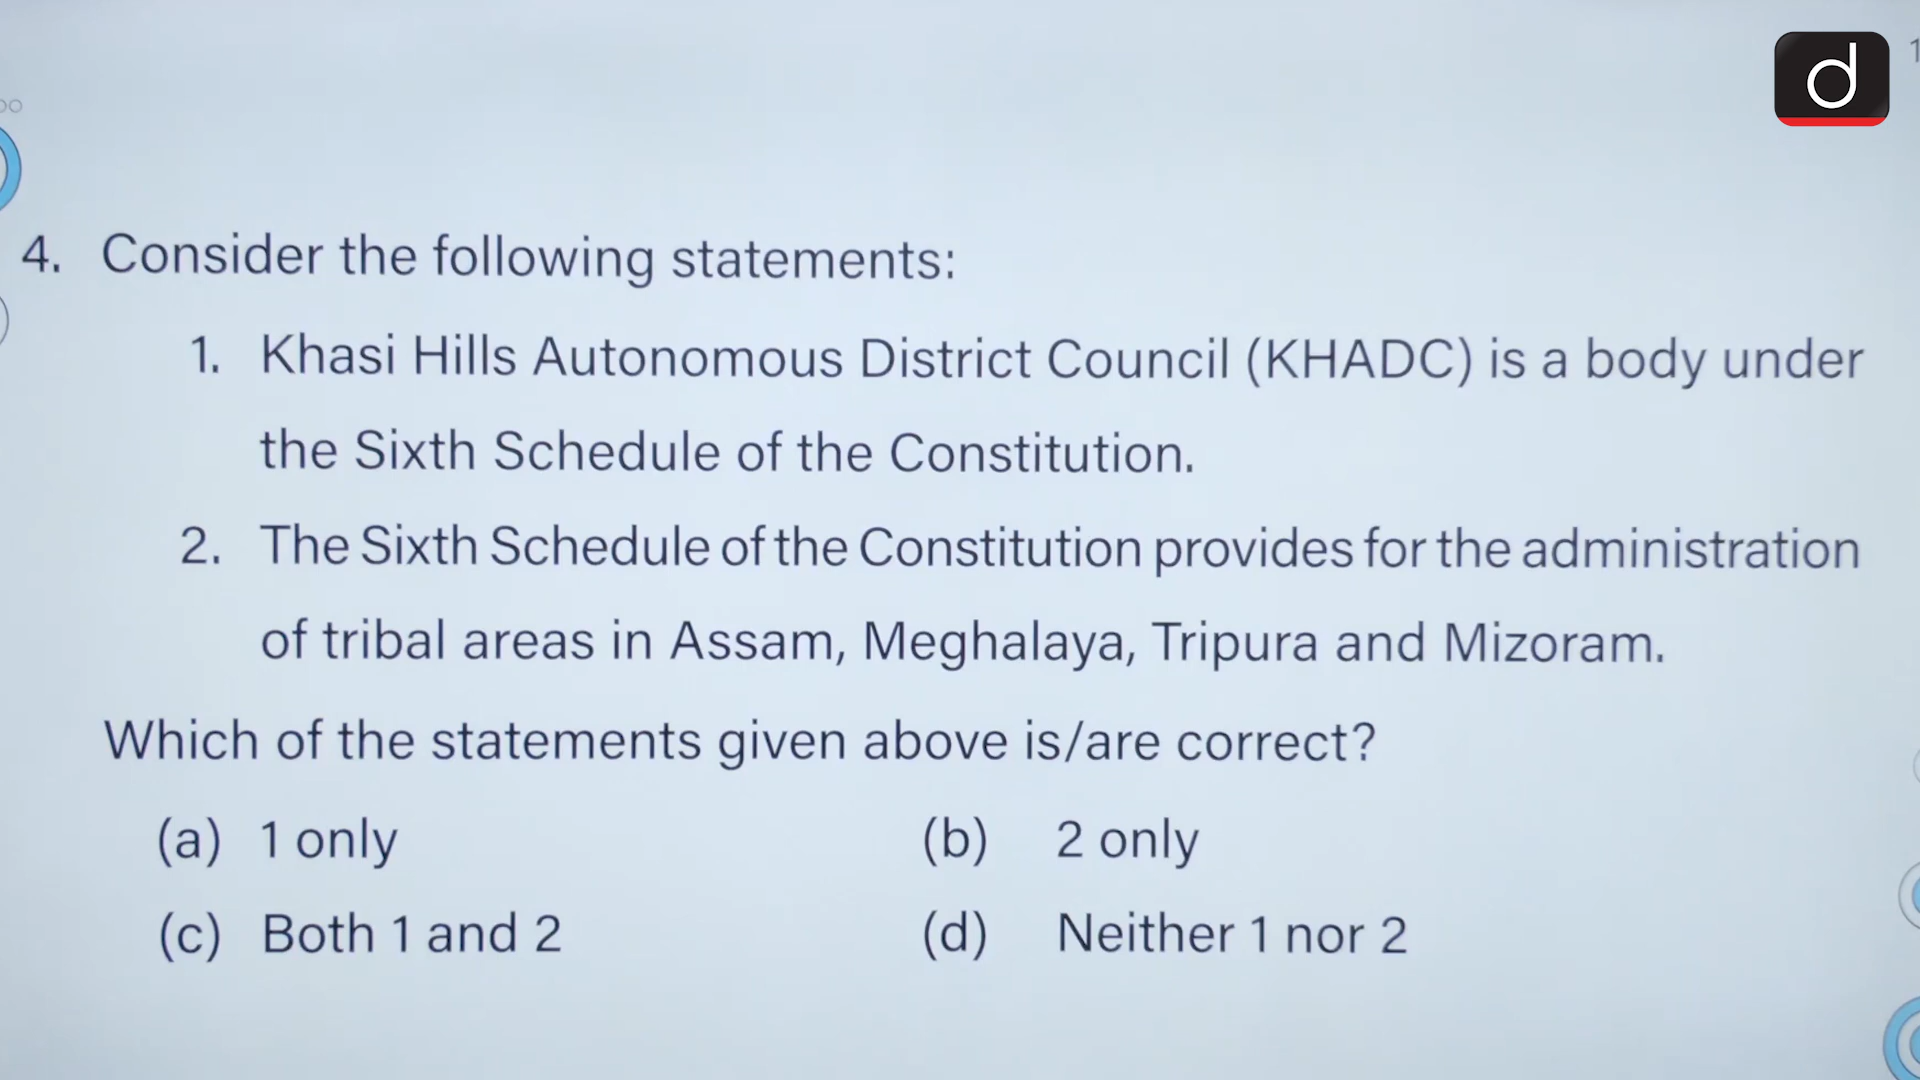 d
4. Consider the following statements:
1. Khasi Hills Autonomous District Council (KHADC) is a body under
the Sixth Schedule of the Constitution.
2. The Sixth Schedule of the Constitution provides for the administration
of tribal areas in Assam, Meghalaya, Tripura and Mizoram.
Which of the statements given above is/are correct?
(a) 1 only (b) 2 only
(c) Both 1 and 2 (d) Neither 1 nor 2